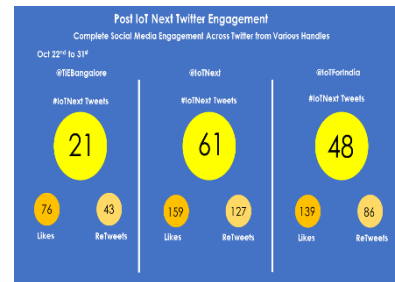 Post IoT Next Twitter Engagement
Complete Social Media Engagement Across Twitter from Various Handles
Oct 22nd to 31st
@TiEBangalore
#IoTNext Tweets
21
76
43
Likes
ReTweets
@IoTNext
#IoTNext Tweets
61
159
127
Likes
ReTweets
@IoTForIndia
#IoTNext Tweets
48
139
86
Likes
ReTweets